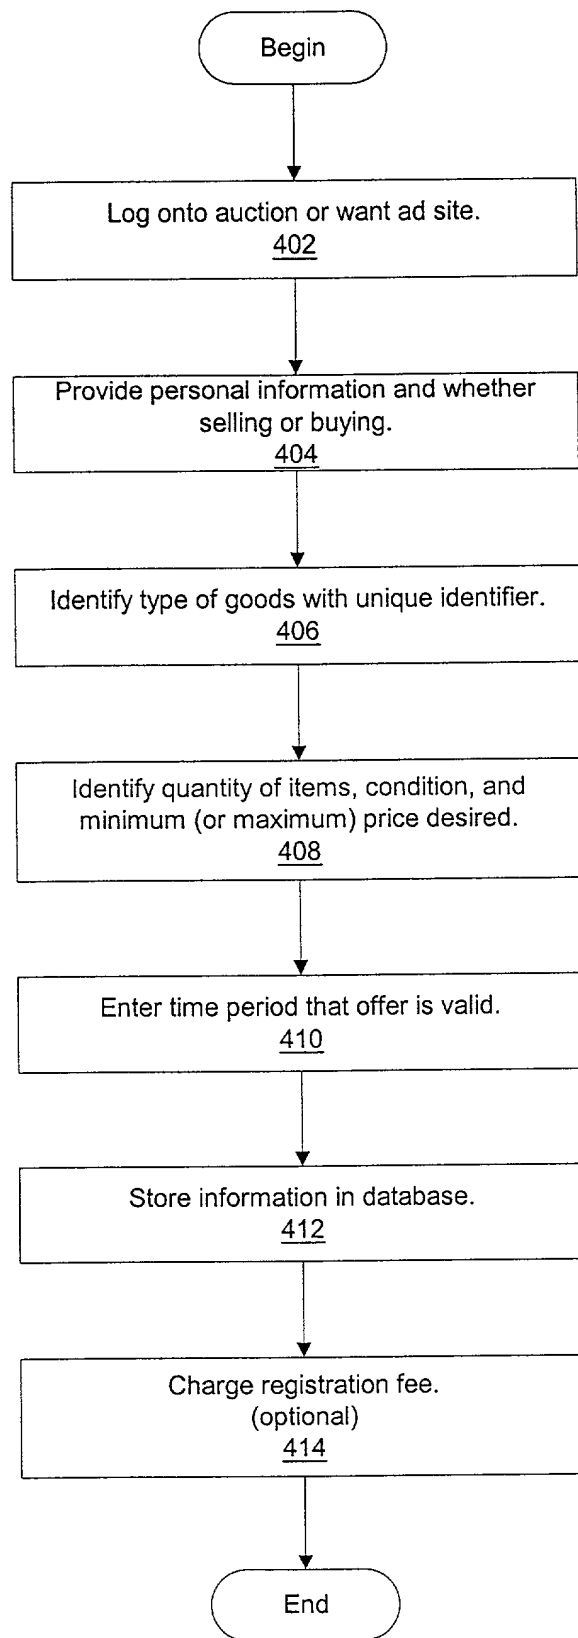 Begin
Log onto auction or want ad site.
402
Provide personal information and whether
selling or buying.
404
Identify type of goods with unique identifier.
406
Identify quantity of items, condition, and
minimum (or maximum) price desired.
408
Enter time period that offer is valid.
410
Store information in database.
412
Charge registration fee.
(optional)
414
End